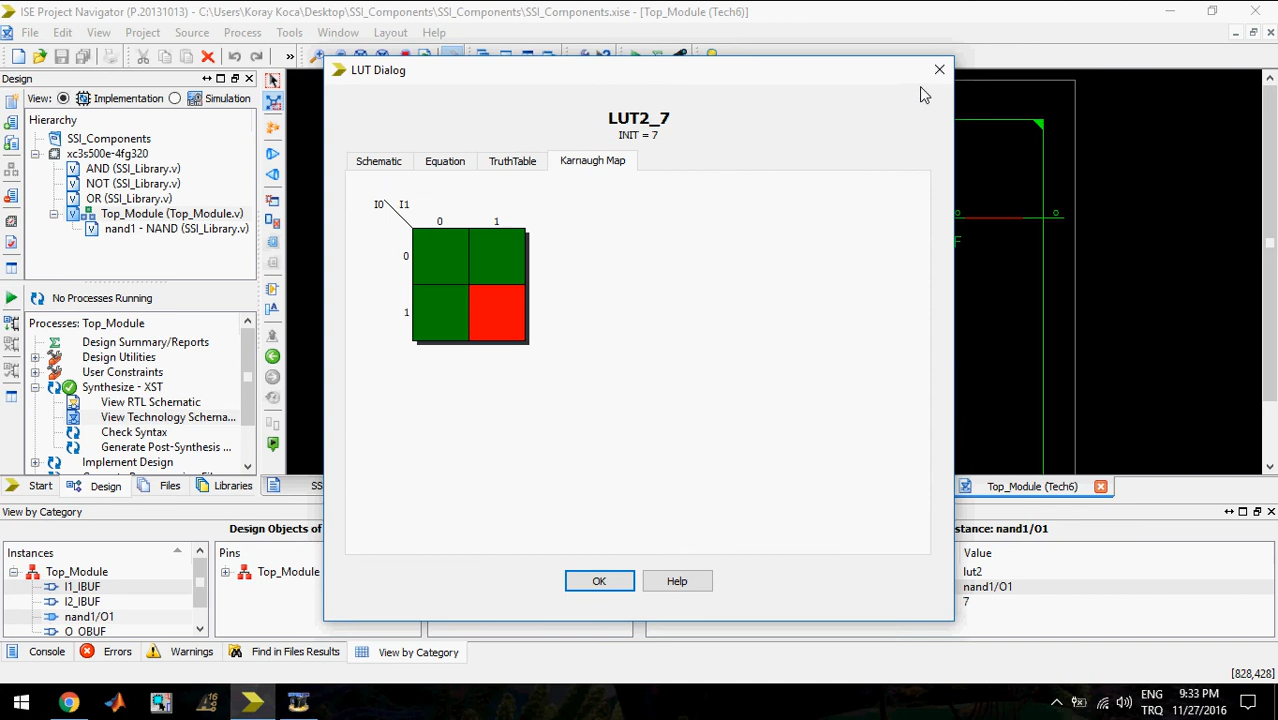 ISE Project Navigator (P.20131013) - C:\Users\Koray Koca\Desktop\SSI_Components\SSI_Components\SSI_Components.xise - [Top_Module (Tech6)]
File Edit View Project Source Process Tools Window Layout Help
Design
View: Implementation Simulation
Hierarchy
SSI_Components
xc3s500e-4fg320
AND (SSI_Library.v)
NOT (SSI_Library.v)
OR (SSI_Library.v)
Top_Module (Top_Module.v)
nand1 - NAND (SSI_Library.v)
No Processes Running
Processes: Top_Module
Design Summary/Reports
Design Utilities
User Constraints
Synthesize - XST
View RTL Schematic
View Technology Schema...
Check Syntax
Generate Post-Synthesis ...
Implement Design
Start Design Files Libraries
SS
Top_Module (Tech6)
LUT Dialog
LUT2_7
INIT = 7
Schematic Equation TruthTable Karnaugh Map
I0 I1
0 1
0
1
OK Help
o o
F
View by Category
Design Objects of
stance: nand1/O1
Instances
Top_Module
I1_IBUF
I2_IBUF
nand1/O1
O_OBUF
Pins
Top_Module
Value
lut2
nand1/O1
7
Console Errors Warnings Find in Files Results View by Category
[828,428]
16
ENG
TRQ
9:33 PM
11/27/2016